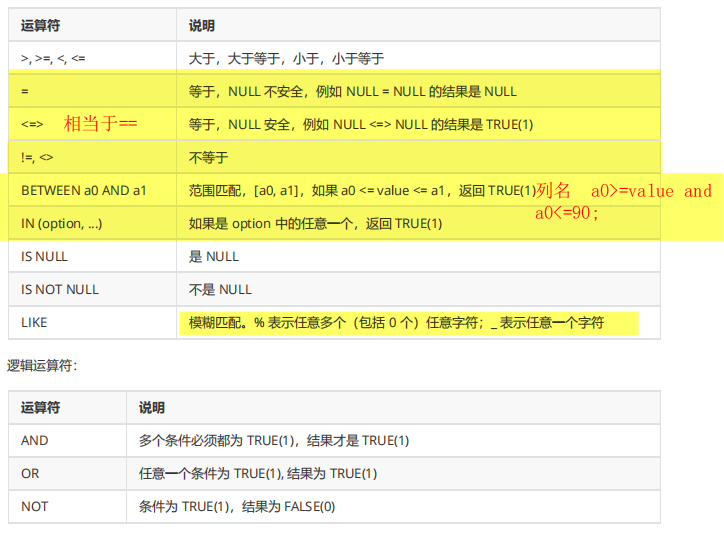 运算符 说明
>, >=, <, <= 大于，大于等于，小于，小于等于
= 等于，NULL 不安全，例如 NULL = NULL 的结果是 NULL
<=> 相当于== 等于，NULL 安全，例如 NULL <=> NULL 的结果是 TRUE(1)
!=, <> 不等于
BETWEEN a0 AND a1 范围匹配，[a0, a1]，如果 a0 <= value <= a1，返回 TRUE(1) 列名 a0>=value and
a0<=90;
IN (option, ...) 如果是 option 中的任意一个，返回 TRUE(1)
IS NULL 是 NULL
IS NOT NULL 不是 NULL
LIKE 模糊匹配。% 表示任意多个（包括 0 个）任意字符；_ 表示任意一个字符
逻辑运算符：
运算符 说明
AND 多个条件必须都为 TRUE(1)，结果才是 TRUE(1)
OR 任意一个条件为 TRUE(1), 结果为 TRUE(1)
NOT 条件为 TRUE(1)，结果为 FALSE(0)